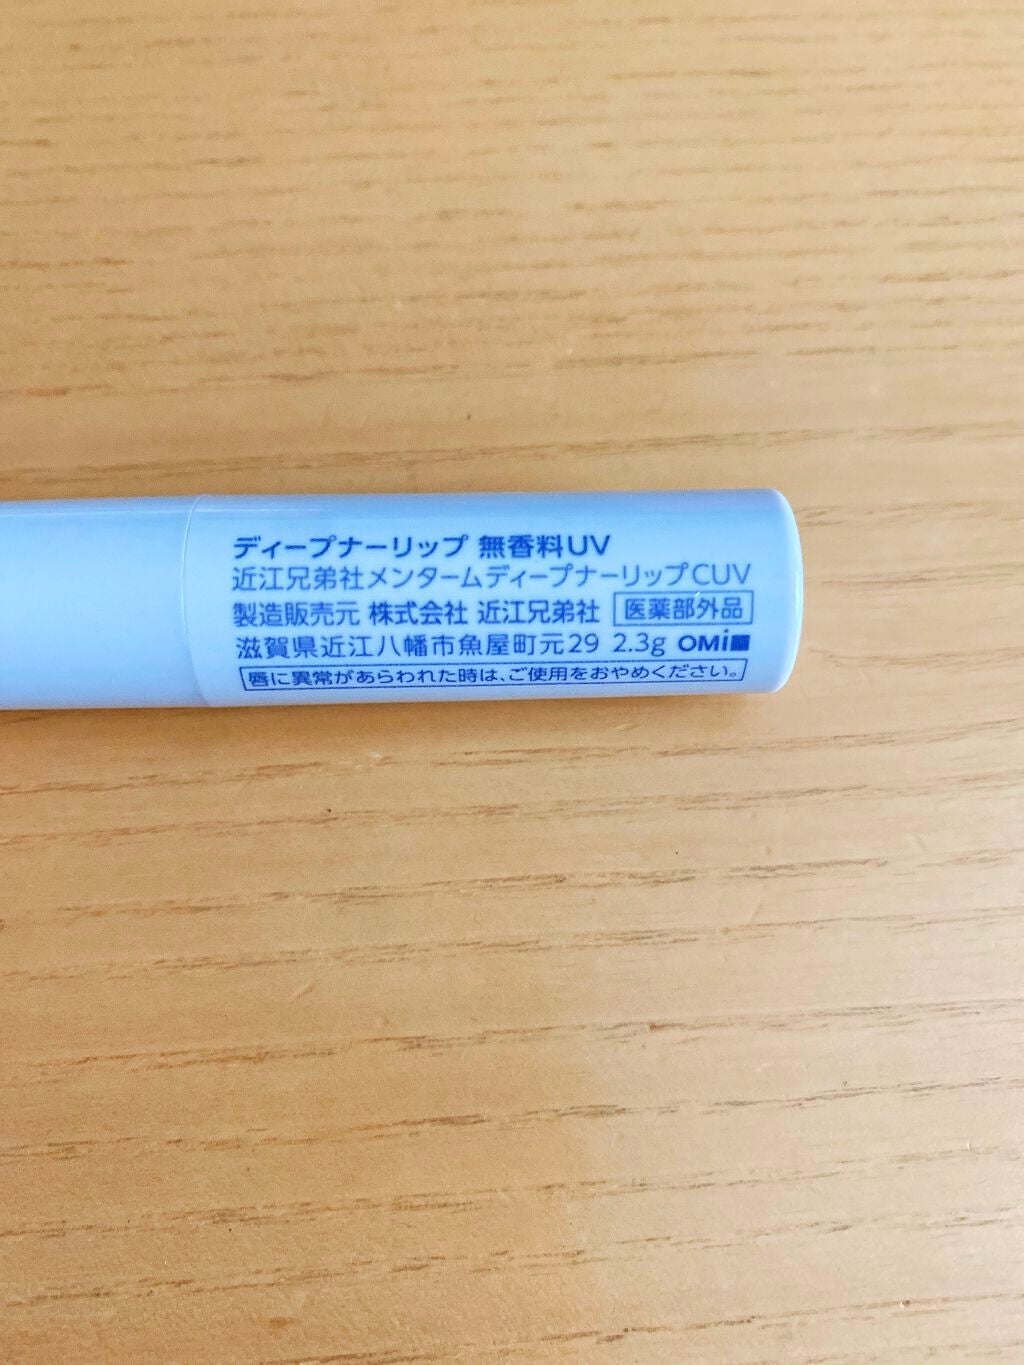 ディープナーリップ 無香料UV
近江兄弟社メンタームディープナーリップCUV
製造販売元 株式会社 近江兄弟社 医薬部外品
滋賀県近江八幡市魚屋町元29 2.3g OMi
唇に異常があらわれた時は、ご使用をおやめください。